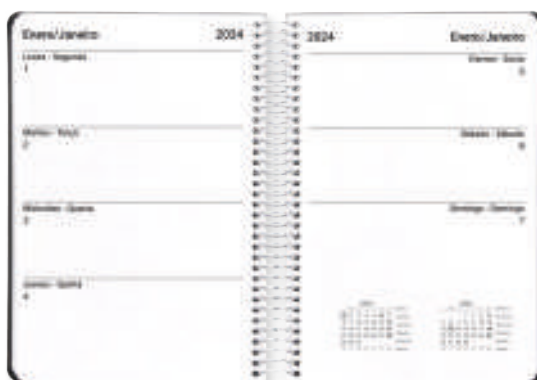 Enero/Janeiro 2024
Lunes - Segunda
1
Martes - Terça
2
Miércoles - Quarta
3
Jueves - Quinta
4
2024 Enero/Janeiro
Viernes - Sexta
5
Sábado - Sábado
6
Domingo - Domingo
7